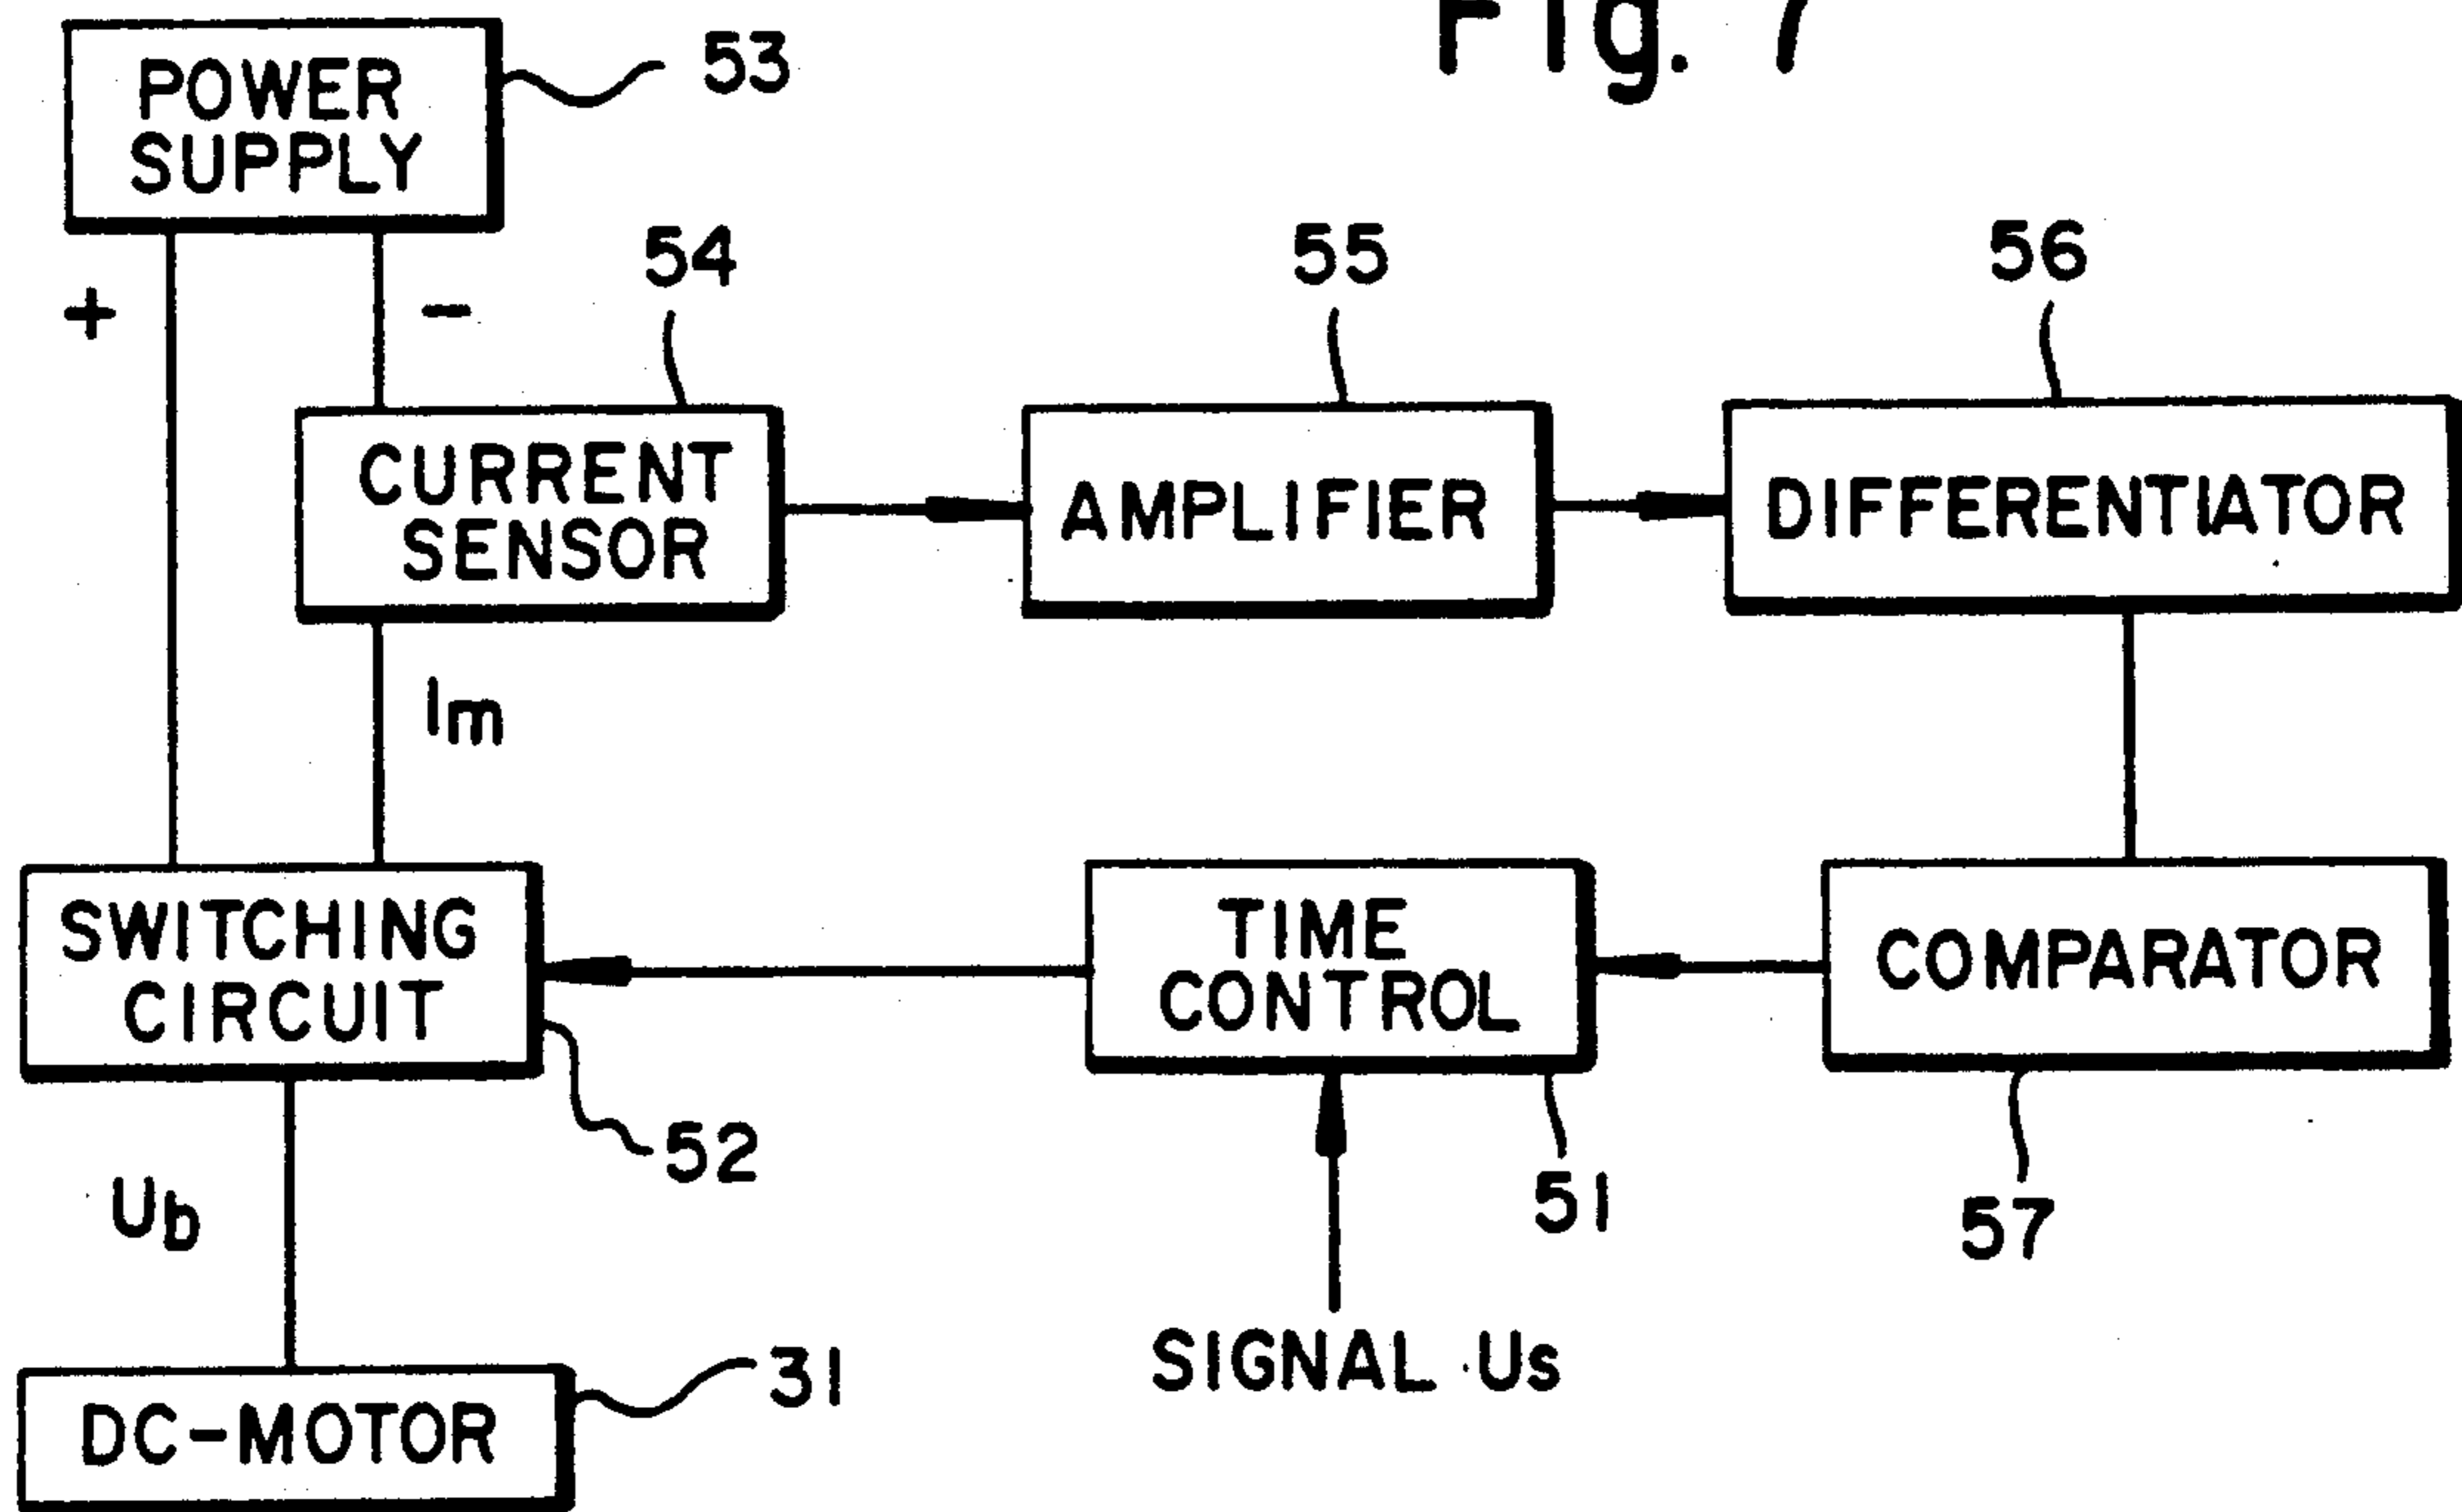 Fig. 7
POWER
SUPPLY
53
+
-
54
55
56
CURRENT
SENSOR
AMPLIFIER
DIFFERENTIATOR
Im
SWITCHING
CIRCUIT
TIME
CONTROL
COMPARATOR
52
51
57
Ub
SIGNAL Us
31
DC-MOTOR